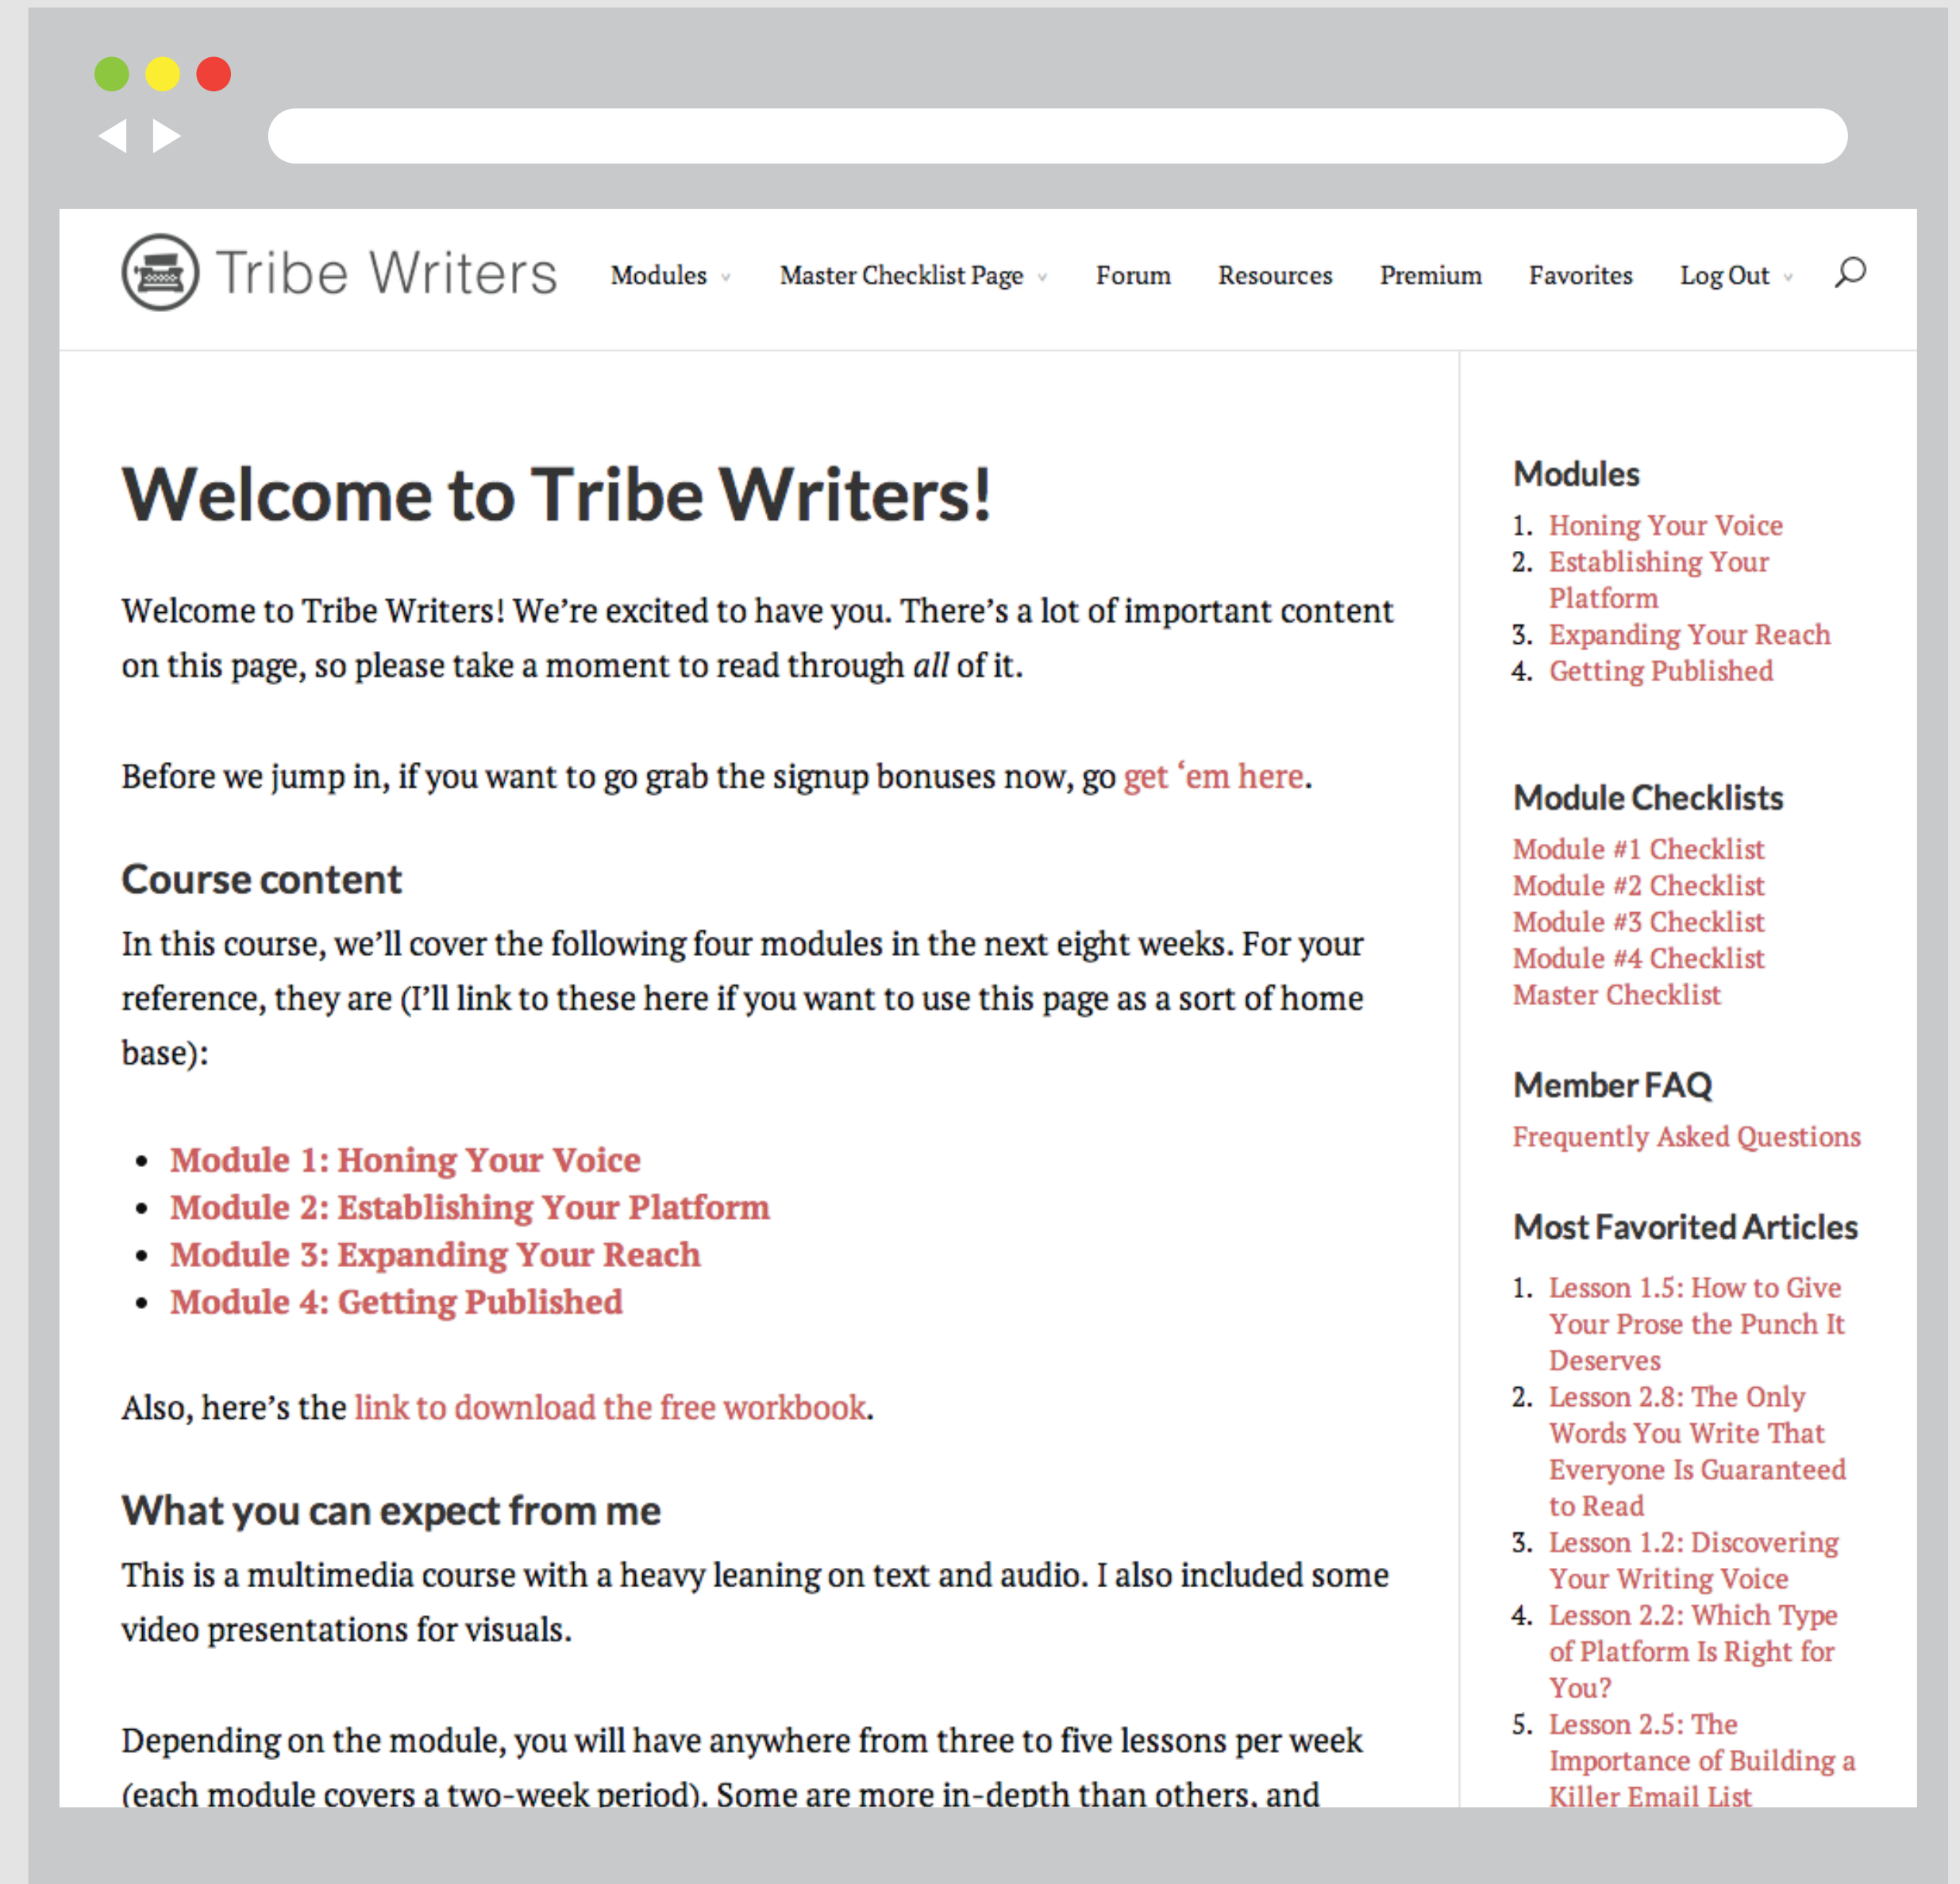 Tribe Writers
Modules
Master Checklist Page
Forum
Resources
Premium
Favorites
Log Out
Welcome to Tribe Writers!
Welcome to Tribe Writers! We’re excited to have you. There’s a lot of important content
on this page, so please take a moment to read through all of it.
Before we jump in, if you want to go grab the signup bonuses now, go get ‘em here.
Course content
In this course, we’ll cover the following four modules in the next eight weeks. For your
reference, they are (I’ll link to these here if you want to use this page as a sort of home
base):
• Module 1: Honing Your Voice
• Module 2: Establishing Your Platform
• Module 3: Expanding Your Reach
• Module 4: Getting Published
Also, here’s the link to download the free workbook.
What you can expect from me
This is a multimedia course with a heavy leaning on text and audio. I also included some
video presentations for visuals.
Depending on the module, you will have anywhere from three to five lessons per week
(each module covers a two-week period). Some are more in-depth than others, and
Modules
1. Honing Your Voice
2. Establishing Your
Platform
3. Expanding Your Reach
4. Getting Published
Module Checklists
Module #1 Checklist
Module #2 Checklist
Module #3 Checklist
Module #4 Checklist
Master Checklist
Member FAQ
Frequently Asked Questions
Most Favorited Articles
1. Lesson 1.5: How to Give
Your Prose the Punch It
Deserves
2. Lesson 2.8: The Only
Words You Write That
Everyone Is Guaranteed
to Read
3. Lesson 1.2: Discovering
Your Writing Voice
4. Lesson 2.2: Which Type
of Platform Is Right for
You?
5. Lesson 2.5: The
Importance of Building a
Killer Email List